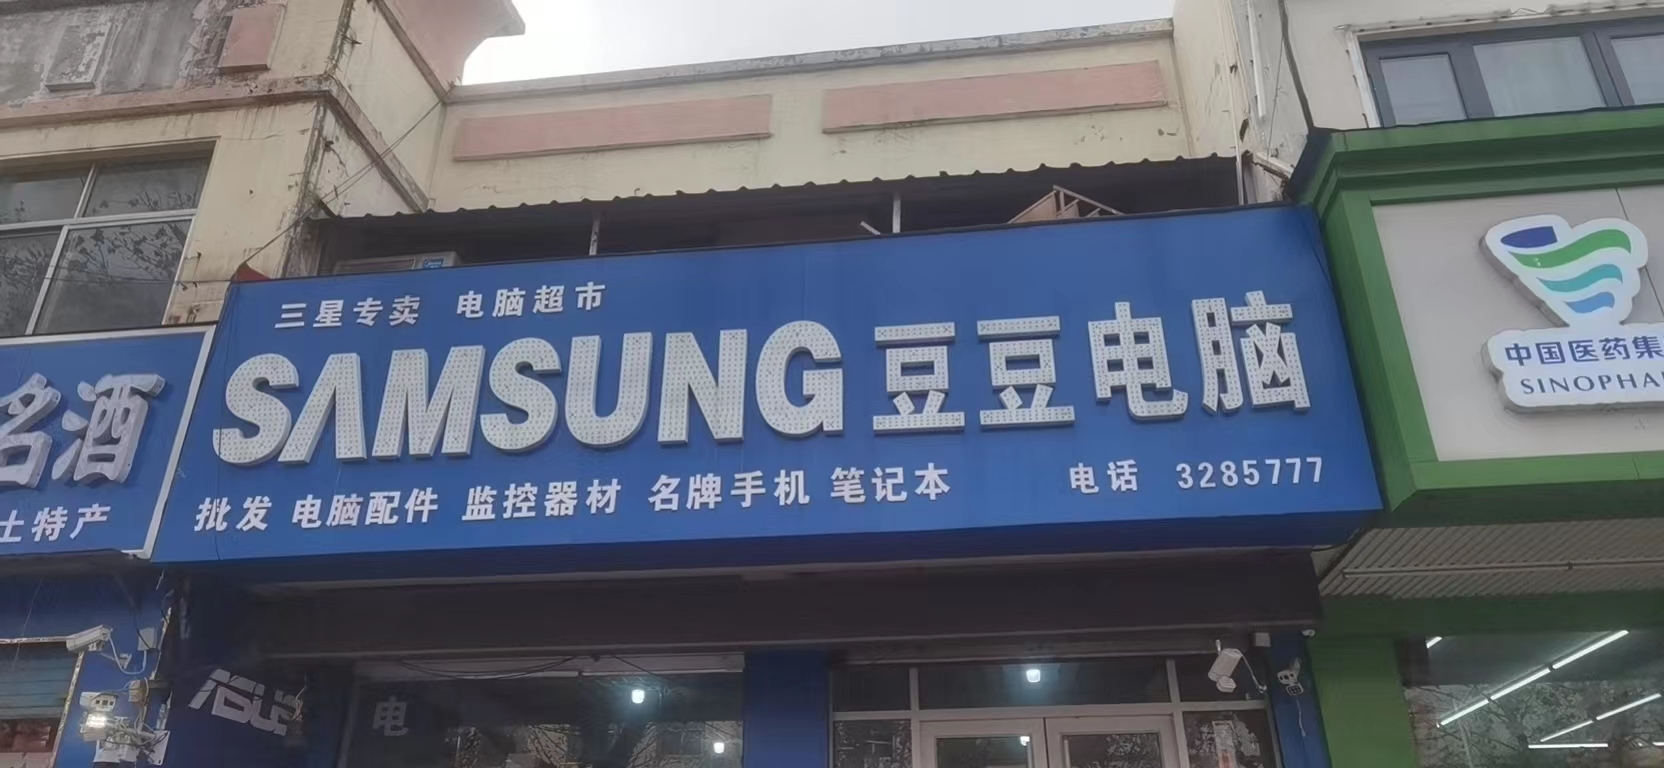 三星专卖 电脑超市
SAMSUNG 豆豆电脑
批发 电脑配件 监控器材 名牌手机 笔记本 电话 3285777
名酒
土特产
中国医药集
SINOPHA
电